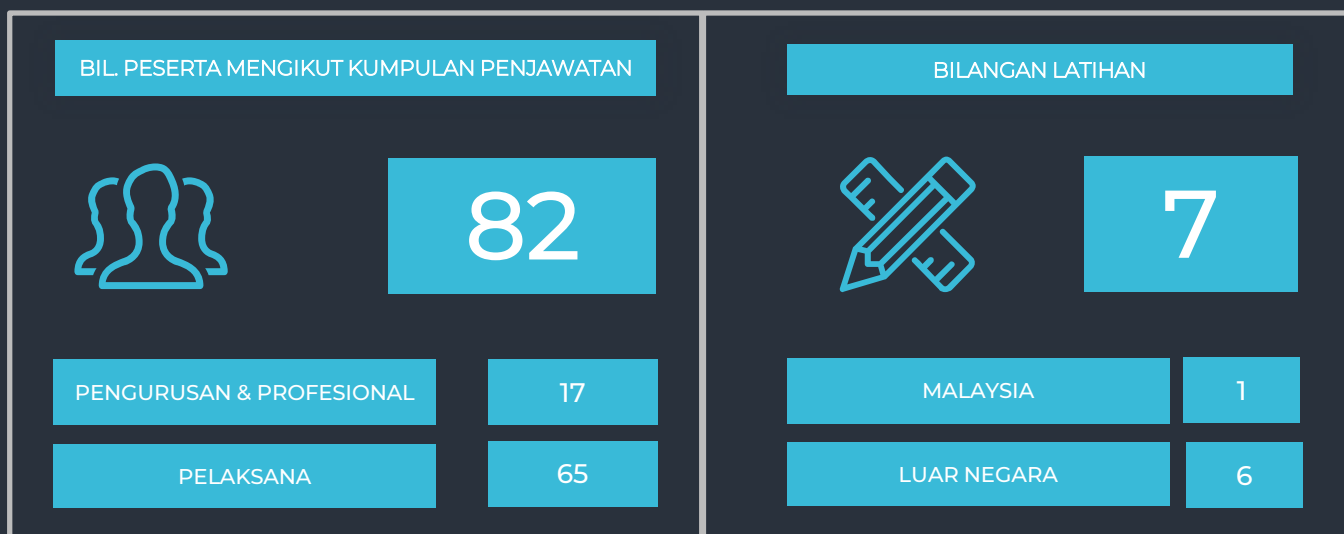 BIL. PESERTA MENGIKUT KUMPULAN PENJAWATAN
82
PENGURUSAN & PROFESIONAL 17
PELAKSANA 65
BILANGAN LATIHAN
7
MALAYSIA 1
LUAR NEGARA 6